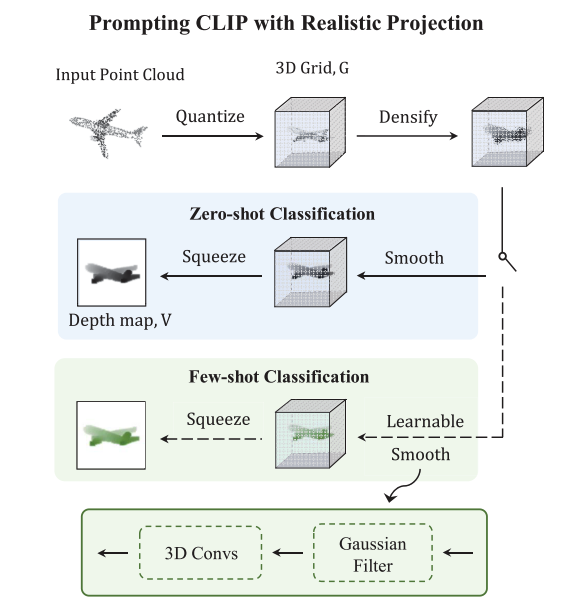 Prompting CLIP with Realistic Projection
Input Point Cloud
3D Grid, G
Quantize
Densify
Zero-shot Classification
Squeeze
Smooth
Depth map, V
Few-shot Classification
Squeeze
Learnable
Smooth
3D Convs
Gaussian
Filter